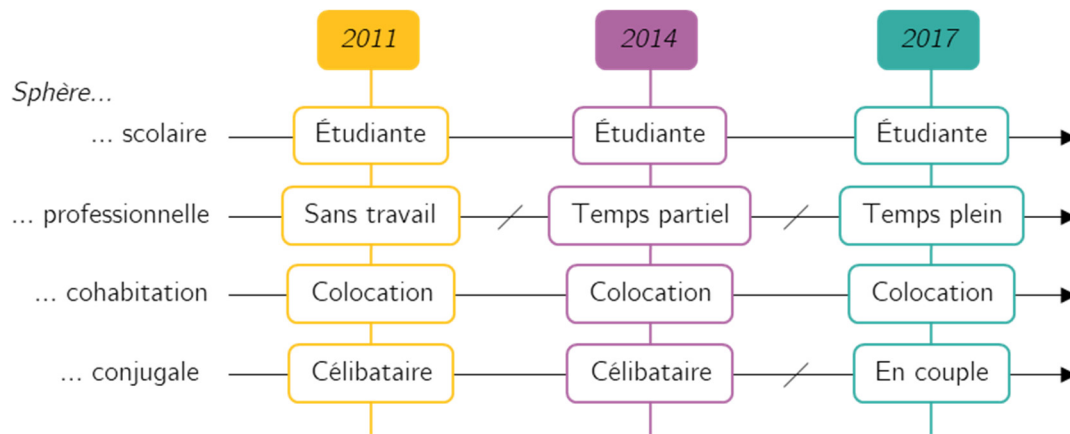 2011 2014 2017
Sphère...
... scolaire Étudiante Étudiante Étudiante
... professionnelle Sans travail Temps partiel Temps plein
... cohabitation Colocation Colocation Colocation
... conjugale Célibataire Célibataire En couple